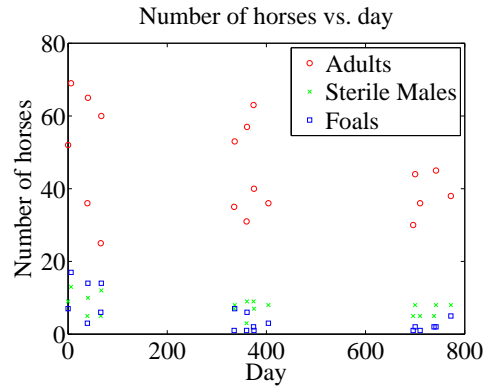 Number of horses vs. day
80
60
40
20
0
Number of horses
Adults
Sterile Males
Foals
0 200 400 600 800
Day